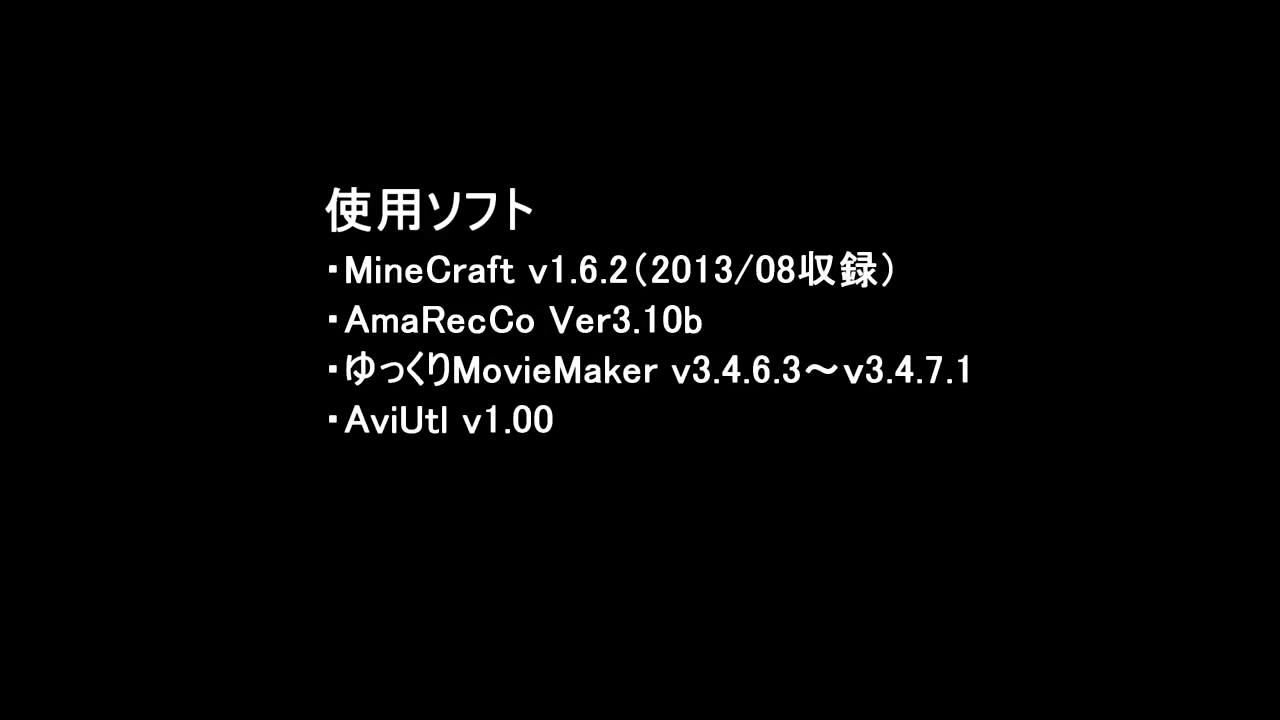 使用ソフト
・MineCraft v1.6.2（2013/08収録）
・AmaRecCo Ver3.10b
・ゆっくりMovieMaker v3.4.6.3～v3.4.7.1
・AviUtl v1.00